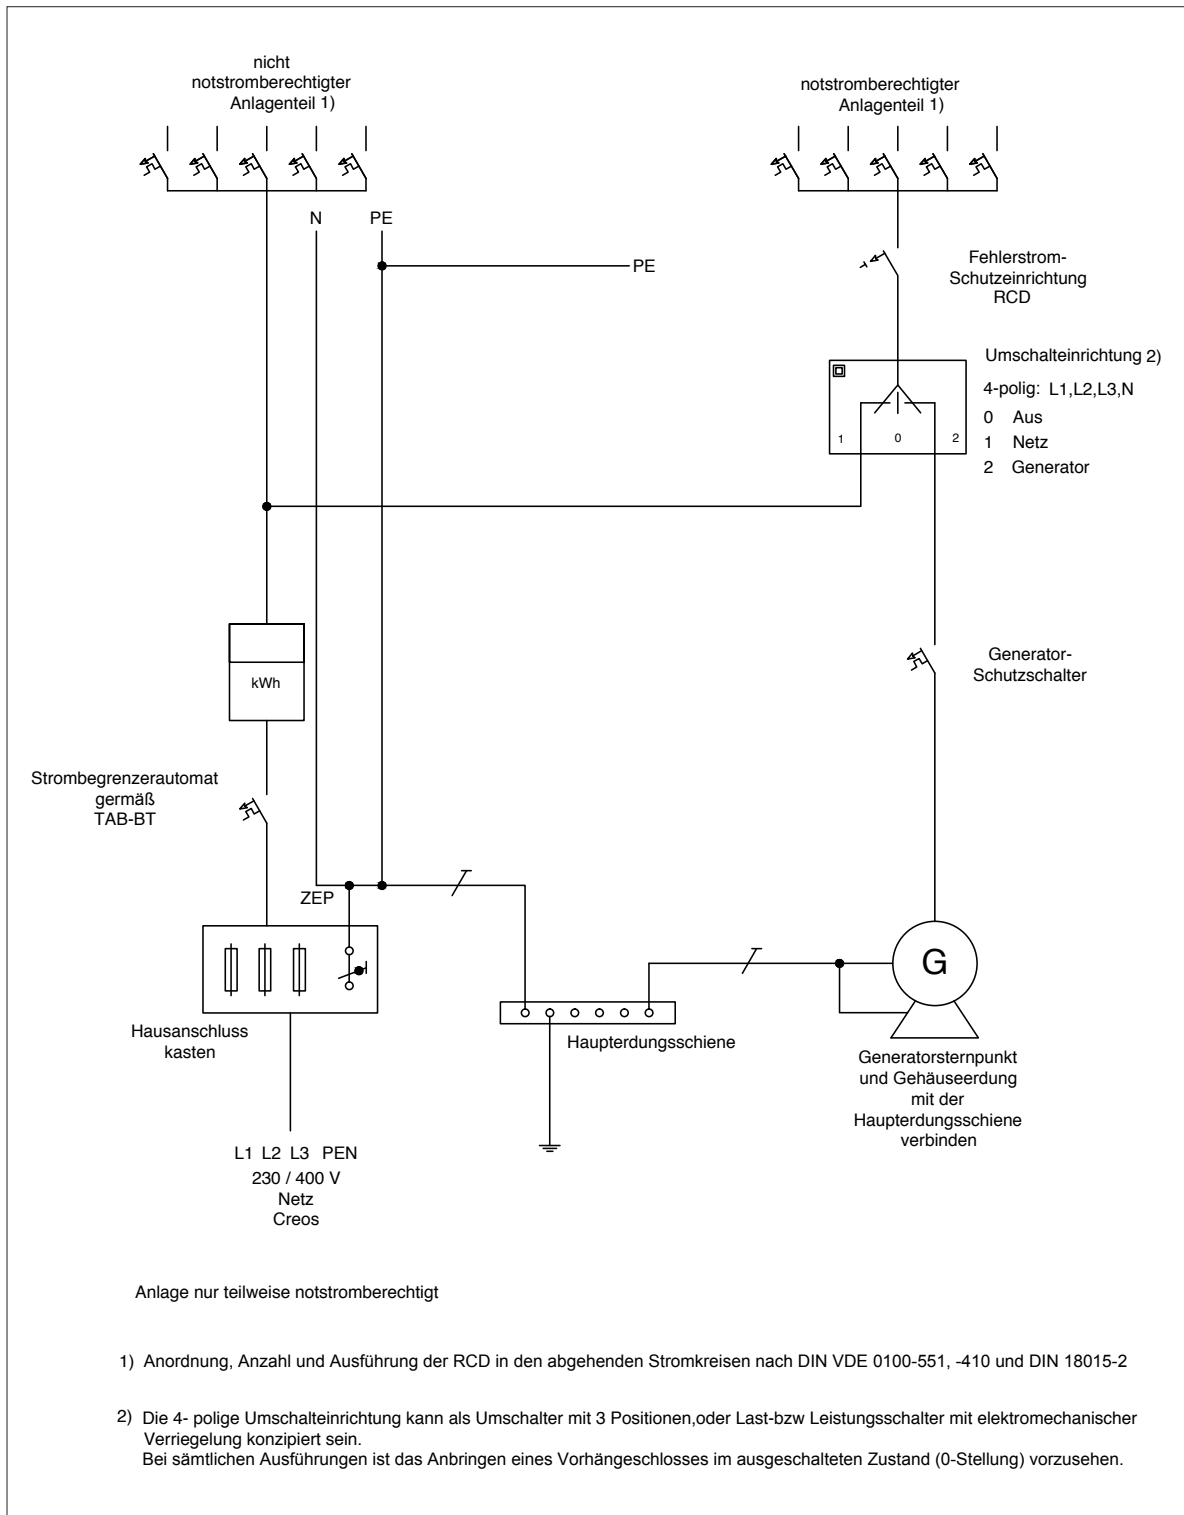 nicht
notstromberechtigter
Anlagenteil 1)
notstromberechtigter
Anlagenteil 1)
N
PE
PE
Fehlerstrom-
Schutzeinrichtung
RCD
Umschalteinrichtung 2)
4-polig: L1,L2,L3,N
0 Aus
1 Netz
2 Generator
1
0
2
kWh
Generator-
Schutzschalter
Strombegrenzerautomat
germäß
TAB-BT
ZEP
G
Hausanschluss
kasten
Haupterdungsschiene
Generatorsternpunkt
und Gehäuseerdung
mit der
Haupterdungsschiene
verbinden
L1 L2 L3 PEN
230 / 400 V
Netz
Creos
Anlage nur teilweise notstromberechtigt
1) Anordnung, Anzahl und Ausführung der RCD in den abgehenden Stromkreisen nach DIN VDE 0100-551, -410 und DIN 18015-2
2) Die 4- polige Umschalteinrichtung kann als Umschalter mit 3 Positionen,oder Last-bzw Leistungsschalter mit elektromechanischer
Verriegelung konzipiert sein.
Bei sämtlichen Ausführungen ist das Anbringen eines Vorhängeschlosses im ausgeschalteten Zustand (0-Stellung) vorzusehen.